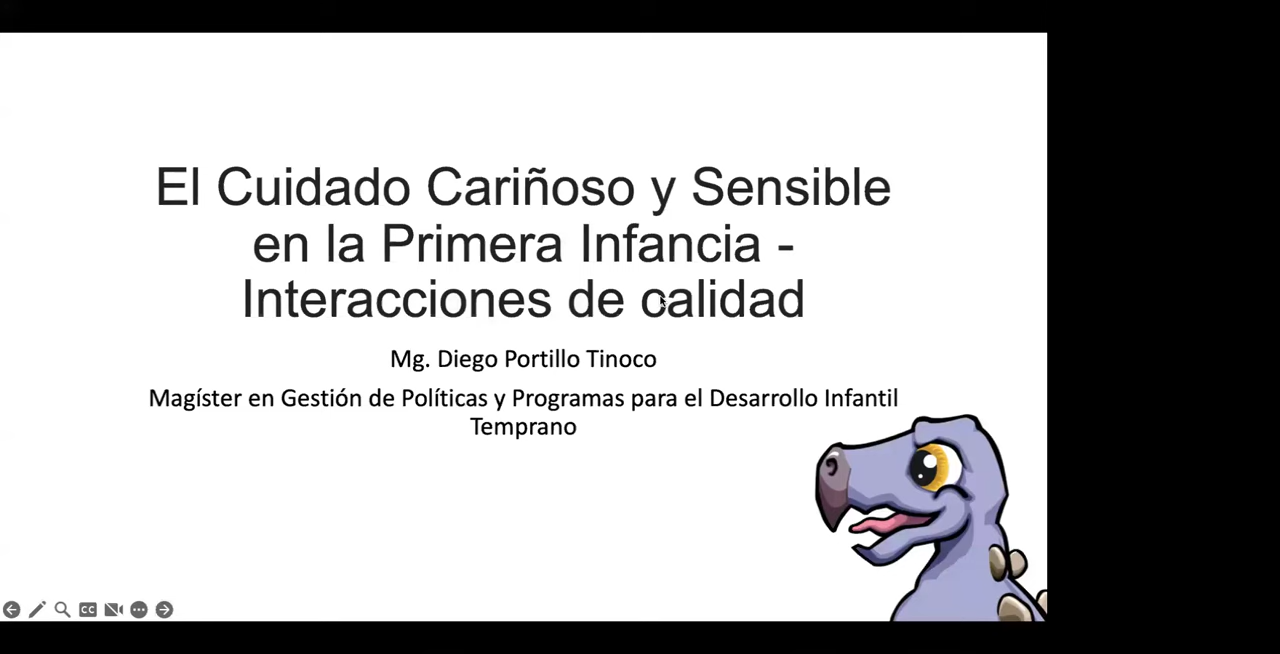 El Cuidado Cariñoso y Sensible
en la Primera Infancia -
Interacciones de calidad
Mg. Diego Portillo Tinoco
Magíster en Gestión de Políticas y Programas para el Desarrollo Infantil
Temprano
CC